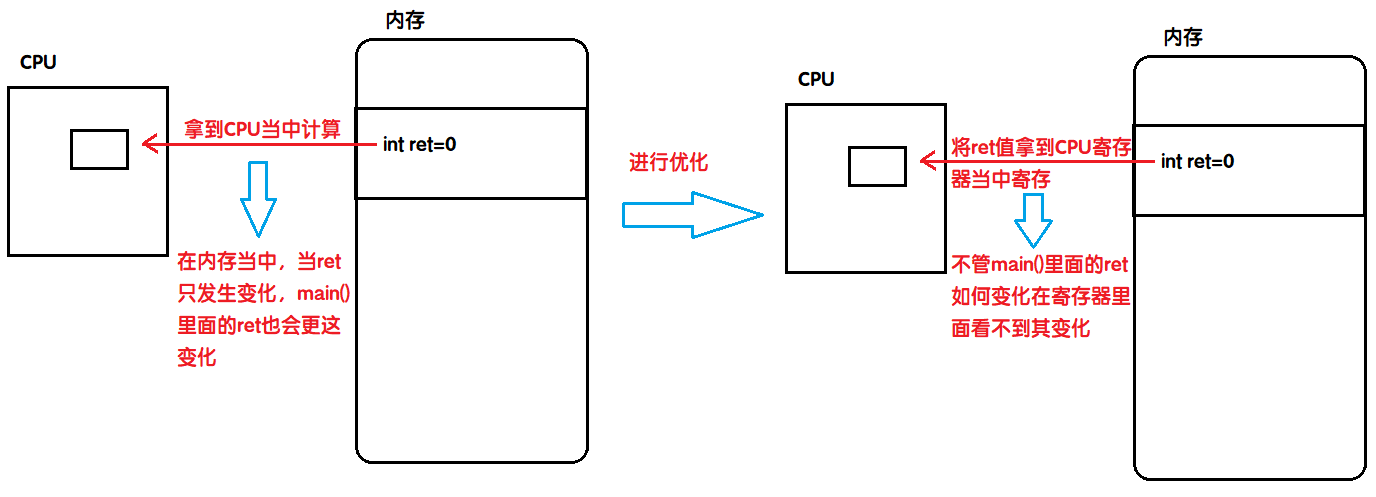 内存
CPU
拿到CPU当中计算
int ret=0
在内存当中，当ret
只发生变化，main()
里面的ret也会更这
变化
进行优化
内存
CPU
将ret值拿到CPU寄存
器当中寄存
int ret=0
不管main()里面的ret
如何变化在寄存器里
面看不到其变化